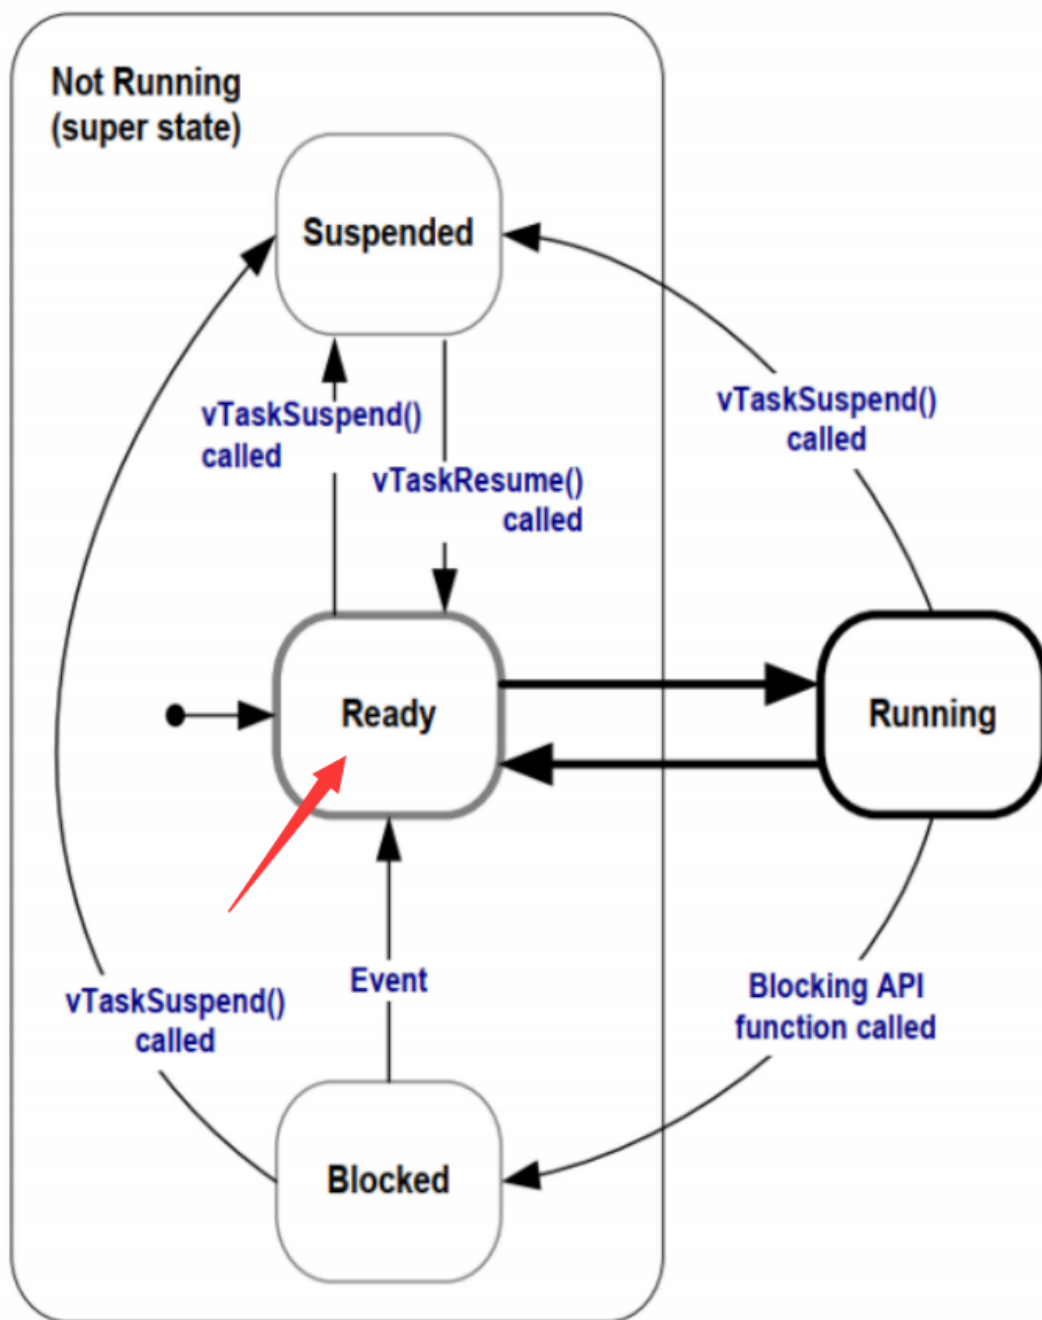 Not Running
(super state)
Suspended
vTaskSuspend()
called
vTaskResume()
called
vTaskSuspend()
called
Ready
Running
vTaskSuspend()
called
Event
Blocking API
function called
Blocked